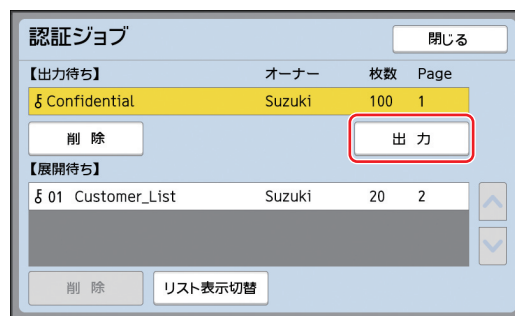 認証ジョブ 閉じる
【出力待ち】 オーナー 枚数 Page
Confidential Suzuki 100 1
削 除 出 力
【展開待ち】
01 Customer_List Suzuki 20 2
削 除 リスト表示切替